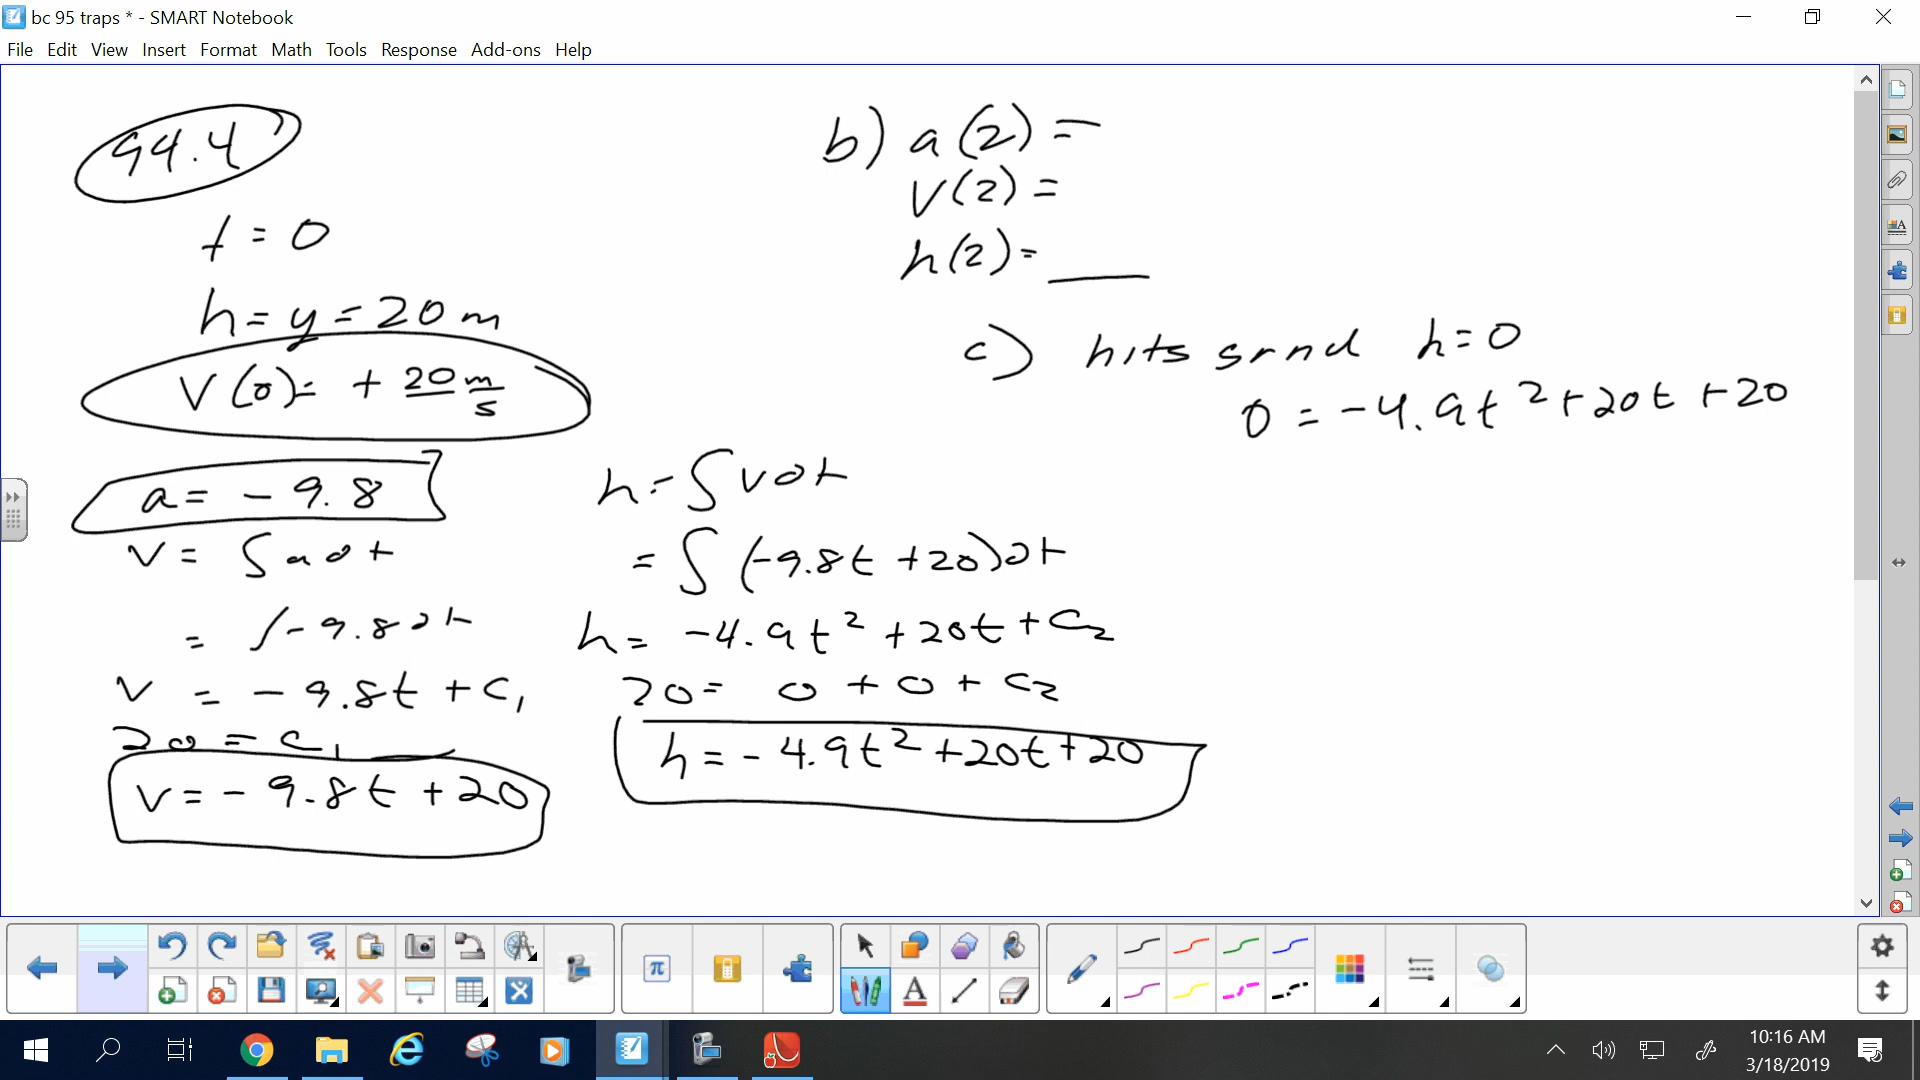 bc 95 traps * - SMART Notebook
File Edit View Insert Format Math Tools Response Add-ons Help
94.4
t = 0
h = y = 20 m
V(0) = + 20 m/s
a = - 9.8
v = ∫ a dt
= ∫ -9.8 dt
v = - 9.8t + C₁
20 = C₁
v = - 9.8t + 20
h = ∫ v dt
= ∫ (-9.8t + 20) dt
h = -4.9t² + 20t + C₂
20 = 0 + 0 + C₂
h = - 4.9t² + 20t + 20
b) a(2) =
v(2) =
h(2) = ____
c) hits grnd h = 0
0 = -4.9t² + 20t + 20
10:16 AM
3/18/2019